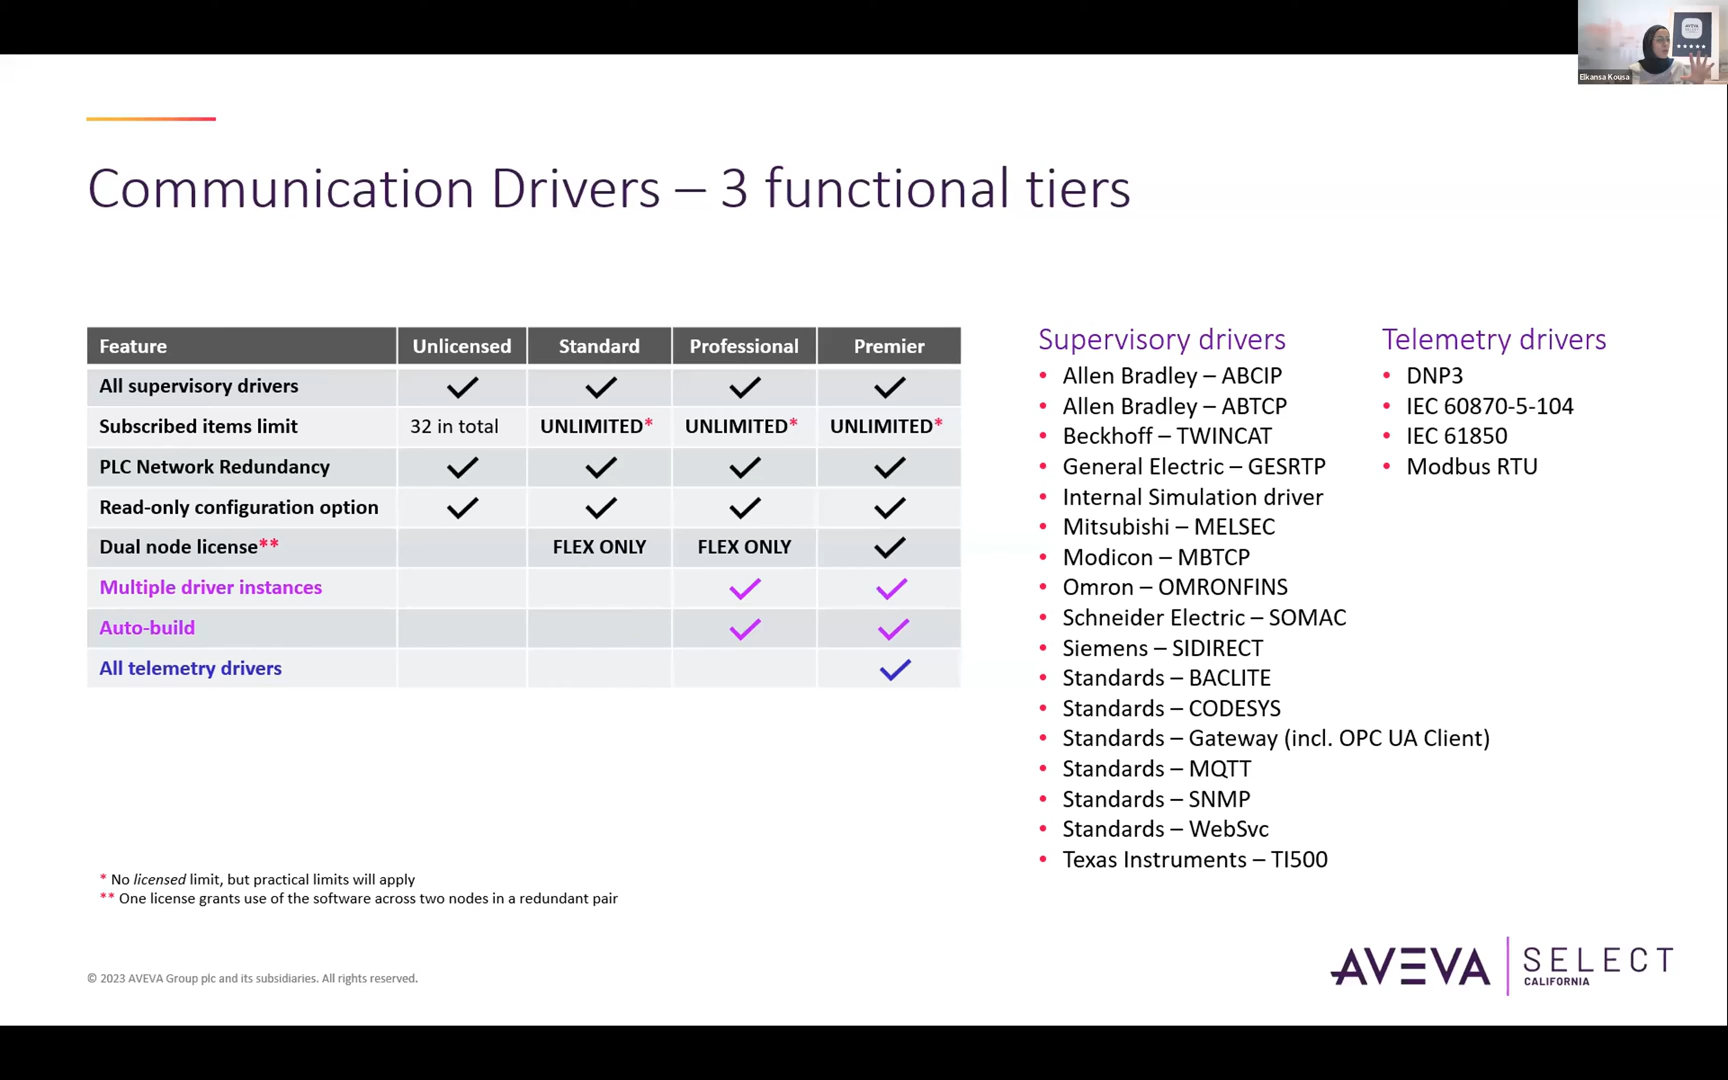 AVEVA
SELECT
Elkansa Kousa
Communication Drivers – 3 functional tiers
Feature Unlicensed Standard Professional Premier
All supervisory drivers ✓ ✓ ✓ ✓
Subscribed items limit 32 in total UNLIMITED* UNLIMITED* UNLIMITED*
PLC Network Redundancy ✓ ✓ ✓ ✓
Read-only configuration option ✓ ✓ ✓ ✓
Dual node license** FLEX ONLY FLEX ONLY ✓
Multiple driver instances ✓ ✓
Auto-build ✓ ✓
All telemetry drivers ✓
* No licensed limit, but practical limits will apply
** One license grants use of the software across two nodes in a redundant pair
Supervisory drivers
• Allen Bradley – ABCIP
• Allen Bradley – ABTCP
• Beckhoff – TWINCAT
• General Electric – GESRTP
• Internal Simulation driver
• Mitsubishi – MELSEC
• Modicon – MBTCP
• Omron – OMRONFINS
• Schneider Electric – SOMAC
• Siemens – SIDIRECT
• Standards – BACLITE
• Standards – CODESYS
• Standards – Gateway (incl. OPC UA Client)
• Standards – MQTT
• Standards – SNMP
• Standards – WebSvc
• Texas Instruments – TI500
Telemetry drivers
• DNP3
• IEC 60870-5-104
• IEC 61850
• Modbus RTU
© 2023 AVEVA Group plc and its subsidiaries. All rights reserved.
AVEVA SELECT
CALIFORNIA